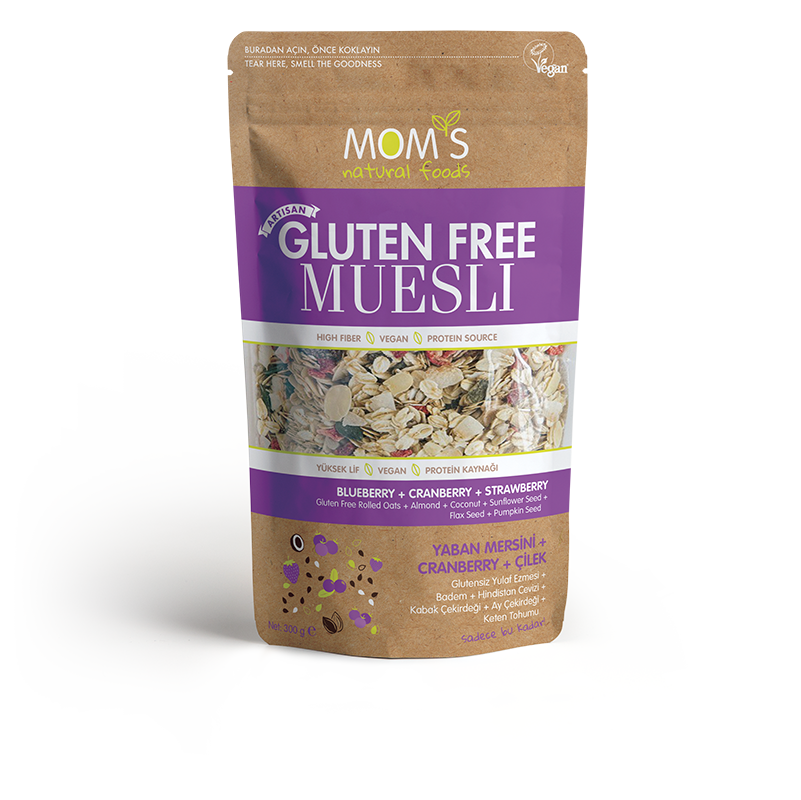 BURADAN AÇIN, ÖNCE KOKLAYIN
TEAR HERE, SMELL THE GOODNESS
Vegan
MOM'S
natural foods
ARTISAN
GLUTEN FREE
MUESLI
HIGH FIBER VEGAN PROTEIN SOURCE
YÜKSEK LİF VEGAN PROTEİN KAYNAĞI
BLUEBERRY + CRANBERRY + STRAWBERRY
Gluten Free Rolled Oats + Almond + Coconut + Sunflower Seed +
Flax Seed + Pumpkin Seed
YABAN MERSİNİ +
CRANBERRY + ÇİLEK
Glutensiz Yulaf Ezmesi +
Badem + Hindistan Cevizi +
Kabak Çekirdeği + Ay Çekirdeği +
Keten Tohumu
sadece bu kadar!..
Net: 300 g ℮